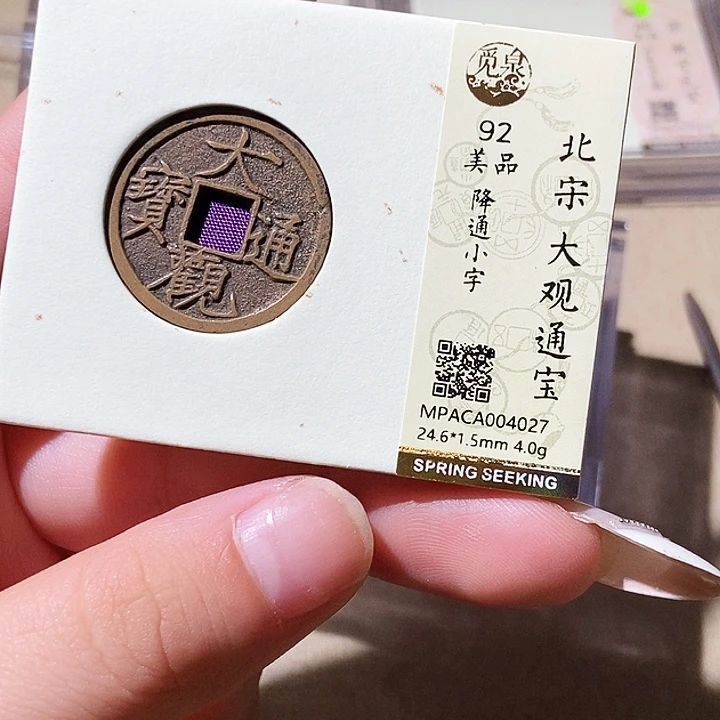 大觀通寶
觅泉
92
美品
降通小字
北宋大观通宝
MPACA004027
24.6*1.5mm 4.0g
SPRING SEEKING